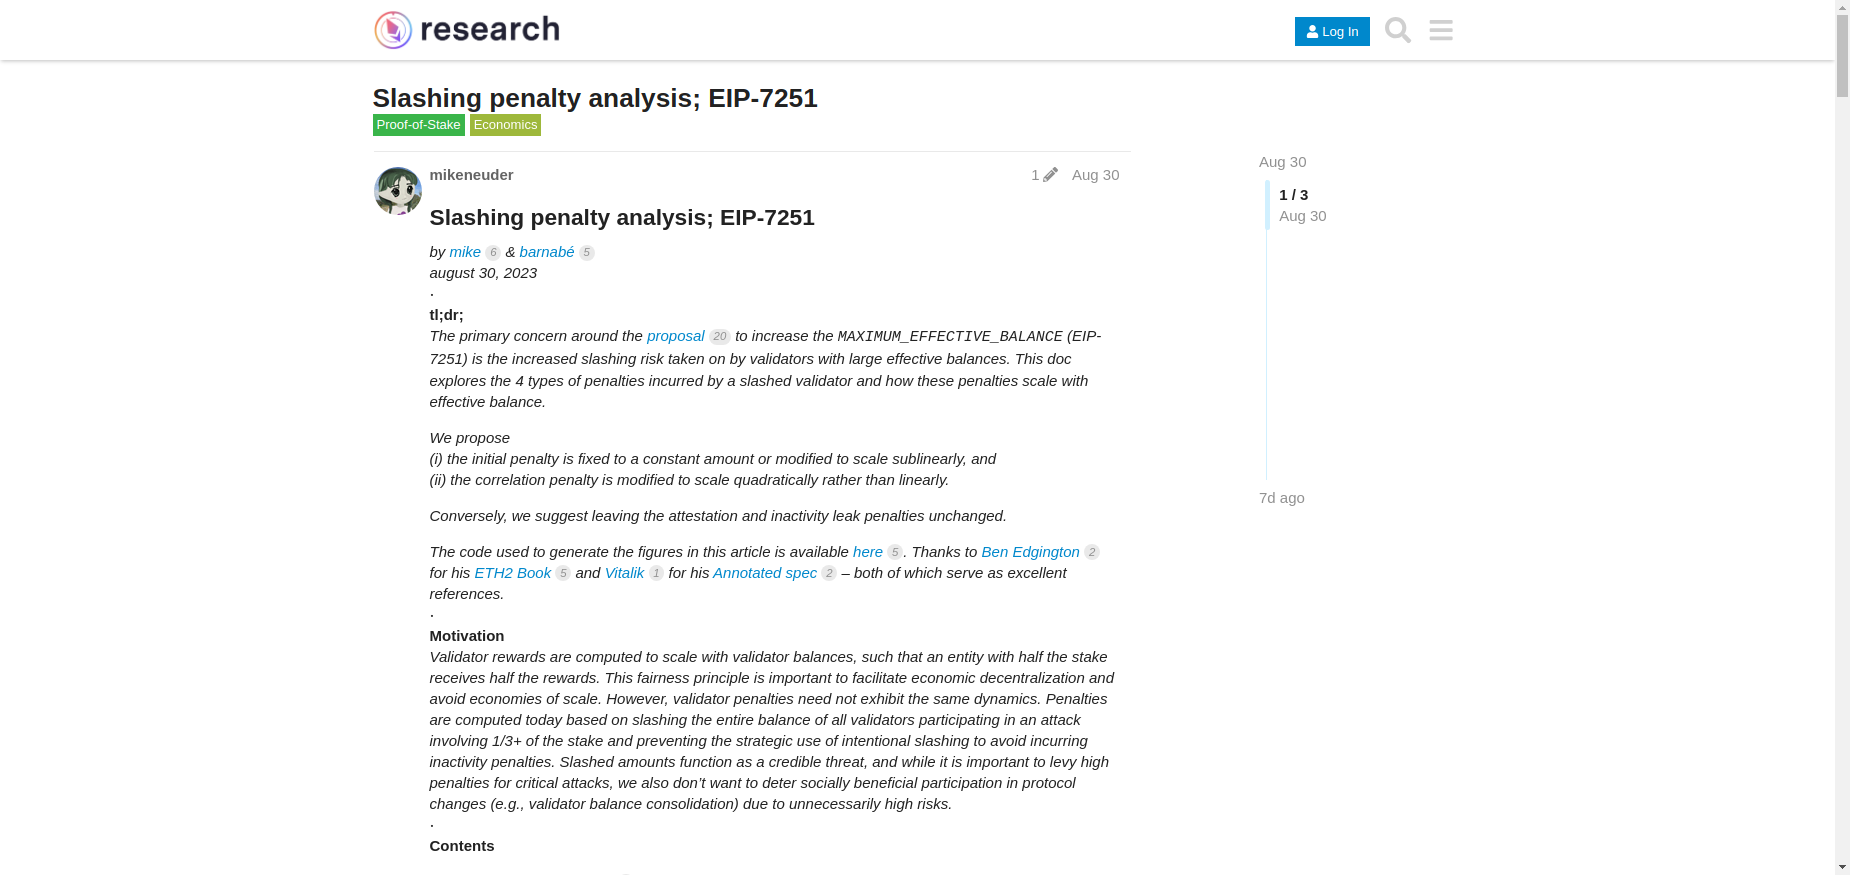 research
Log In
Slashing penalty analysis; EIP-7251
Proof-of-Stake Economics
mikeneuder 1 Aug 30
Slashing penalty analysis; EIP-7251
by mike 6 & barnabé 5
august 30, 2023
.
tl;dr;
The primary concern around the proposal 20 to increase the MAXIMUM_EFFECTIVE_BALANCE (EIP-
7251) is the increased slashing risk taken on by validators with large effective balances. This doc
explores the 4 types of penalties incurred by a slashed validator and how these penalties scale with
effective balance.
We propose
(i) the initial penalty is fixed to a constant amount or modified to scale sublinearly, and
(ii) the correlation penalty is modified to scale quadratically rather than linearly.
Conversely, we suggest leaving the attestation and inactivity leak penalties unchanged.
The code used to generate the figures in this article is available here 5. Thanks to Ben Edgington 2
for his ETH2 Book 5 and Vitalik 1 for his Annotated spec 2 – both of which serve as excellent
references.
.
Motivation
Validator rewards are computed to scale with validator balances, such that an entity with half the stake
receives half the rewards. This fairness principle is important to facilitate economic decentralization and
avoid economies of scale. However, validator penalties need not exhibit the same dynamics. Penalties
are computed today based on slashing the entire balance of all validators participating in an attack
involving 1/3+ of the stake and preventing the strategic use of intentional slashing to avoid incurring
inactivity penalties. Slashed amounts function as a credible threat, and while it is important to levy high
penalties for critical attacks, we also don’t want to deter socially beneficial participation in protocol
changes (e.g., validator balance consolidation) due to unnecessarily high risks.
.
Contents
Aug 30
1 / 3
Aug 30
7d ago